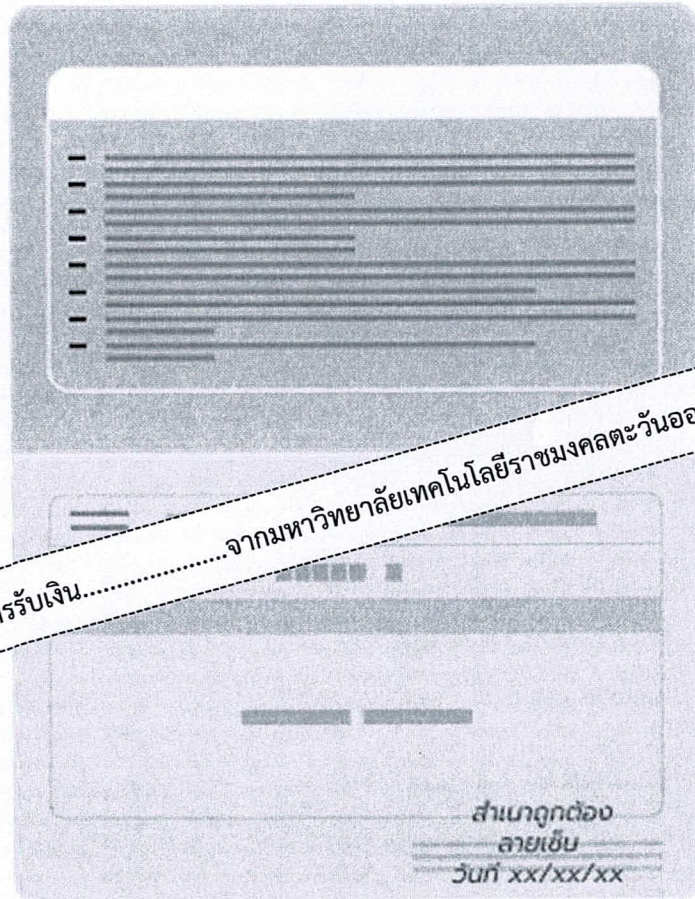 รรับเงิน....................จากมหาวิทยาลัยเทคโนโลยีราชมงคลตะวันออ
สำเนาถูกต้อง
ลายเซ็น
วันที่ xx/xx/xx